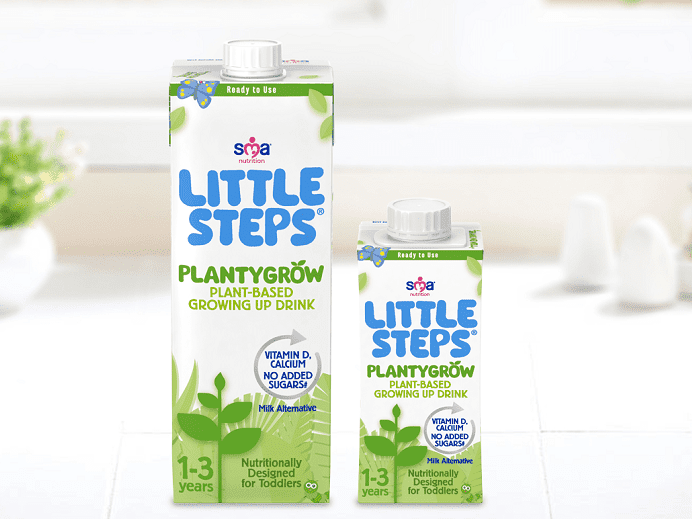 Ready to Use
sma®
nutrition
LITTLE
STEPS®
PLANTYGROW
PLANT-BASED
GROWING UP DRINK
VITAMIN D,
CALCIUM
NO ADDED
SUGARS‡
Milk Alternative
1-3
years
Nutritionally
Designed
for Toddlers
Ready to Use
sma®
nutrition
LITTLE
STEPS®
PLANTYGROW
PLANT-BASED
GROWING UP DRINK
VITAMIN D,
CALCIUM
NO ADDED
SUGARS‡
Milk Alternative
1-3
years
Nutritionally
Designed
for Toddlers